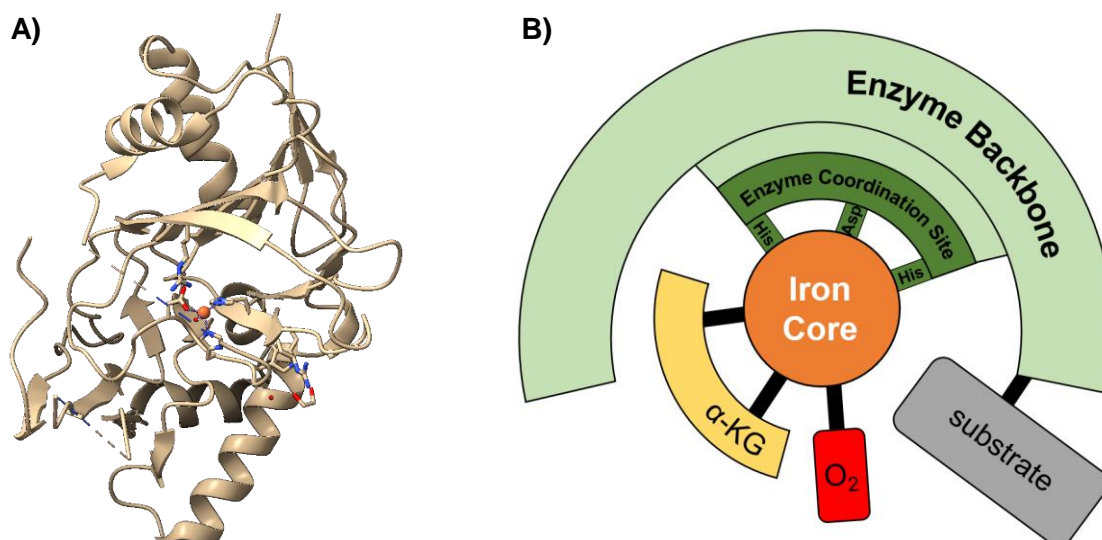 A)
B)
Enzyme Backbone
Enzyme Coordination Site
His
Asp
His
Iron
Core
α-KG
O₂
substrate